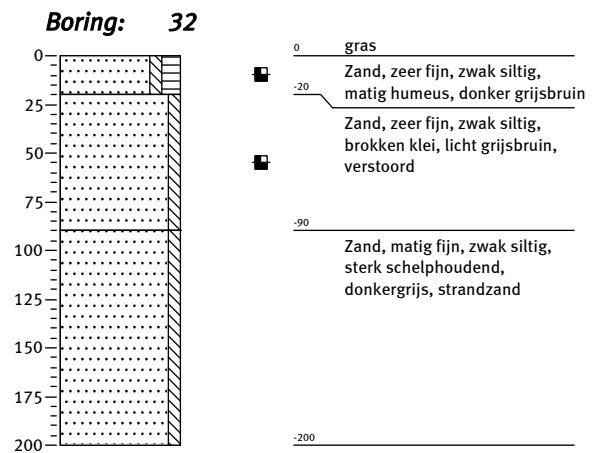 Boring: 32
0
25
50
75
100
125
150
175
200
0 gras
Zand, zeer fijn, zwak siltig,
matig humeus, donker grijsbruin
-20
Zand, zeer fijn, zwak siltig,
brokken klei, licht grijsbruin,
verstoord
-90
Zand, matig fijn, zwak siltig,
sterk schelphoudend,
donkergrijs, strandzand
-200